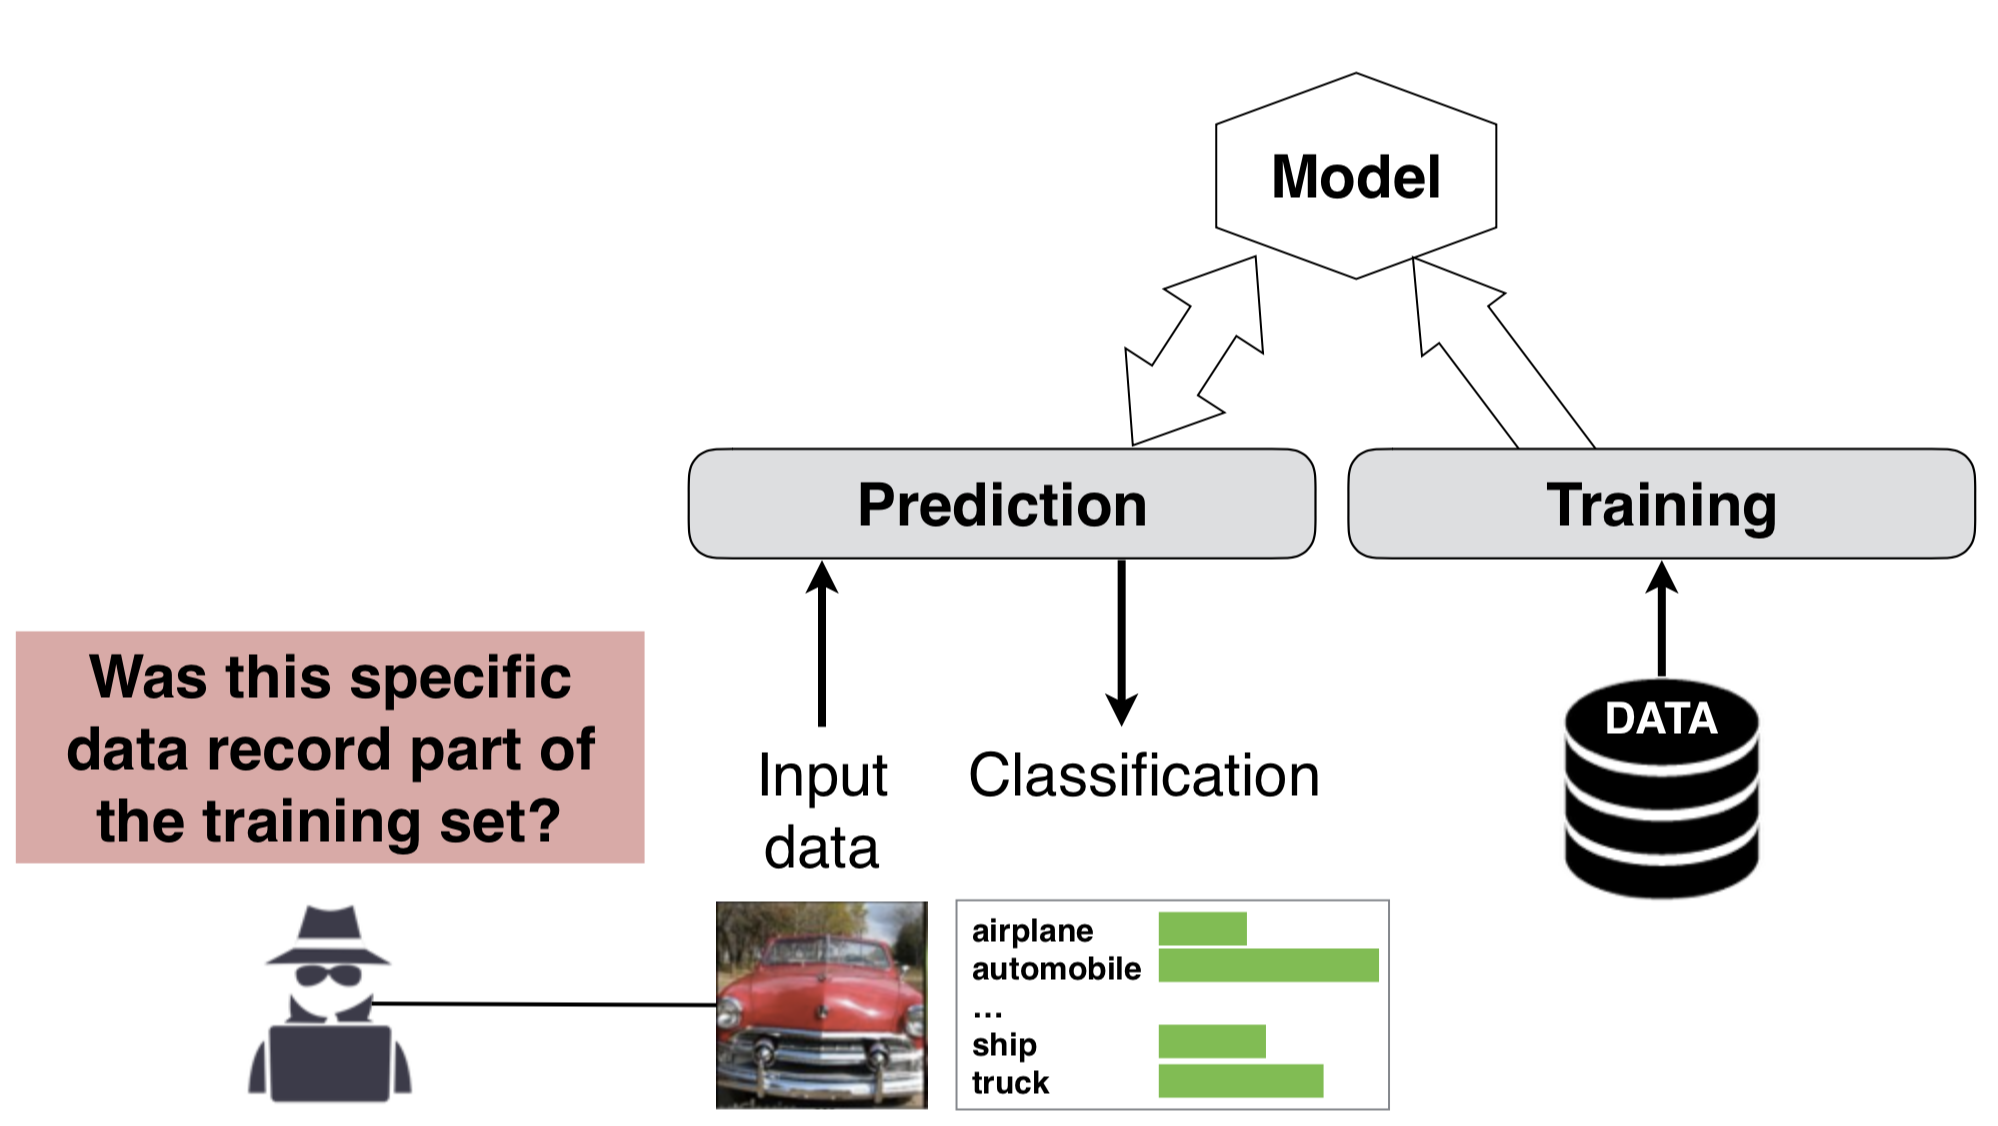 Model
Prediction
Training
Was this specific
data record part of
the training set?
Input
data
Classification
DATA
airplane
automobile
...
ship
truck